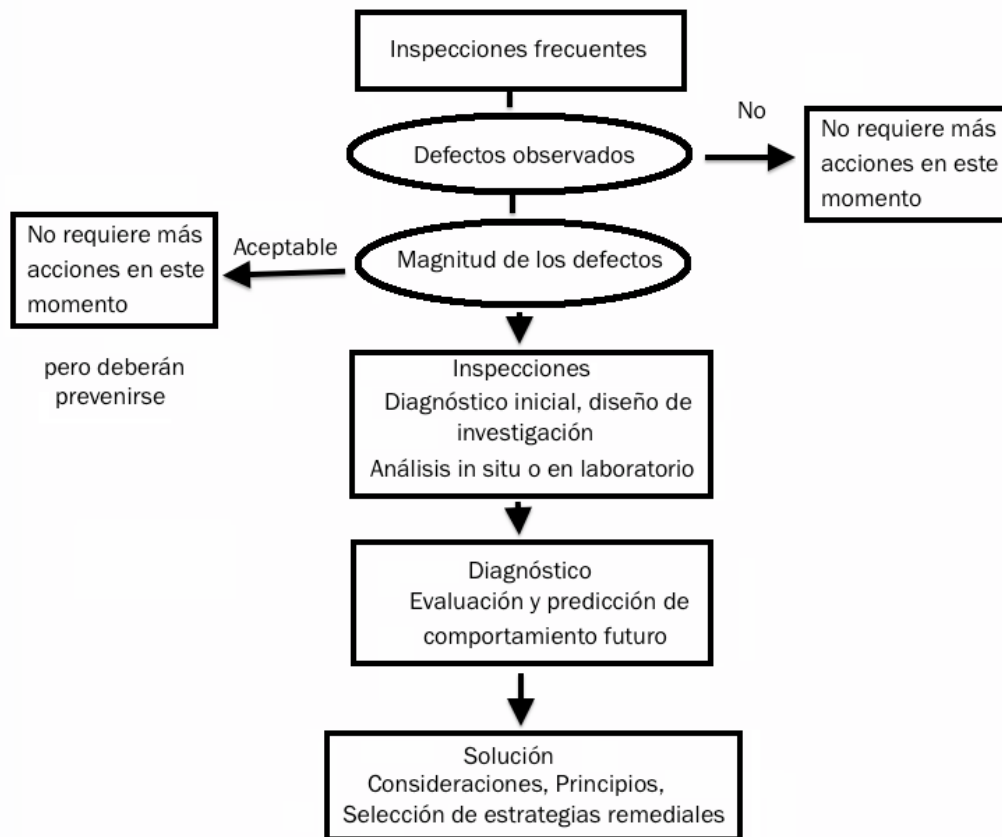 Inspecciones frecuentes
No
Defectos observados
No requiere más
acciones en este
momento
No requiere más
acciones en este
momento
Aceptable
Magnitud de los defectos
pero deberán
prevenirse
Inspecciones
Diagnóstico inicial, diseño de
investigación
Análisis in situ o en laboratorio
Diagnóstico
Evaluación y predicción de
comportamiento futuro
Solución
Consideraciones, Principios,
Selección de estrategias remediales